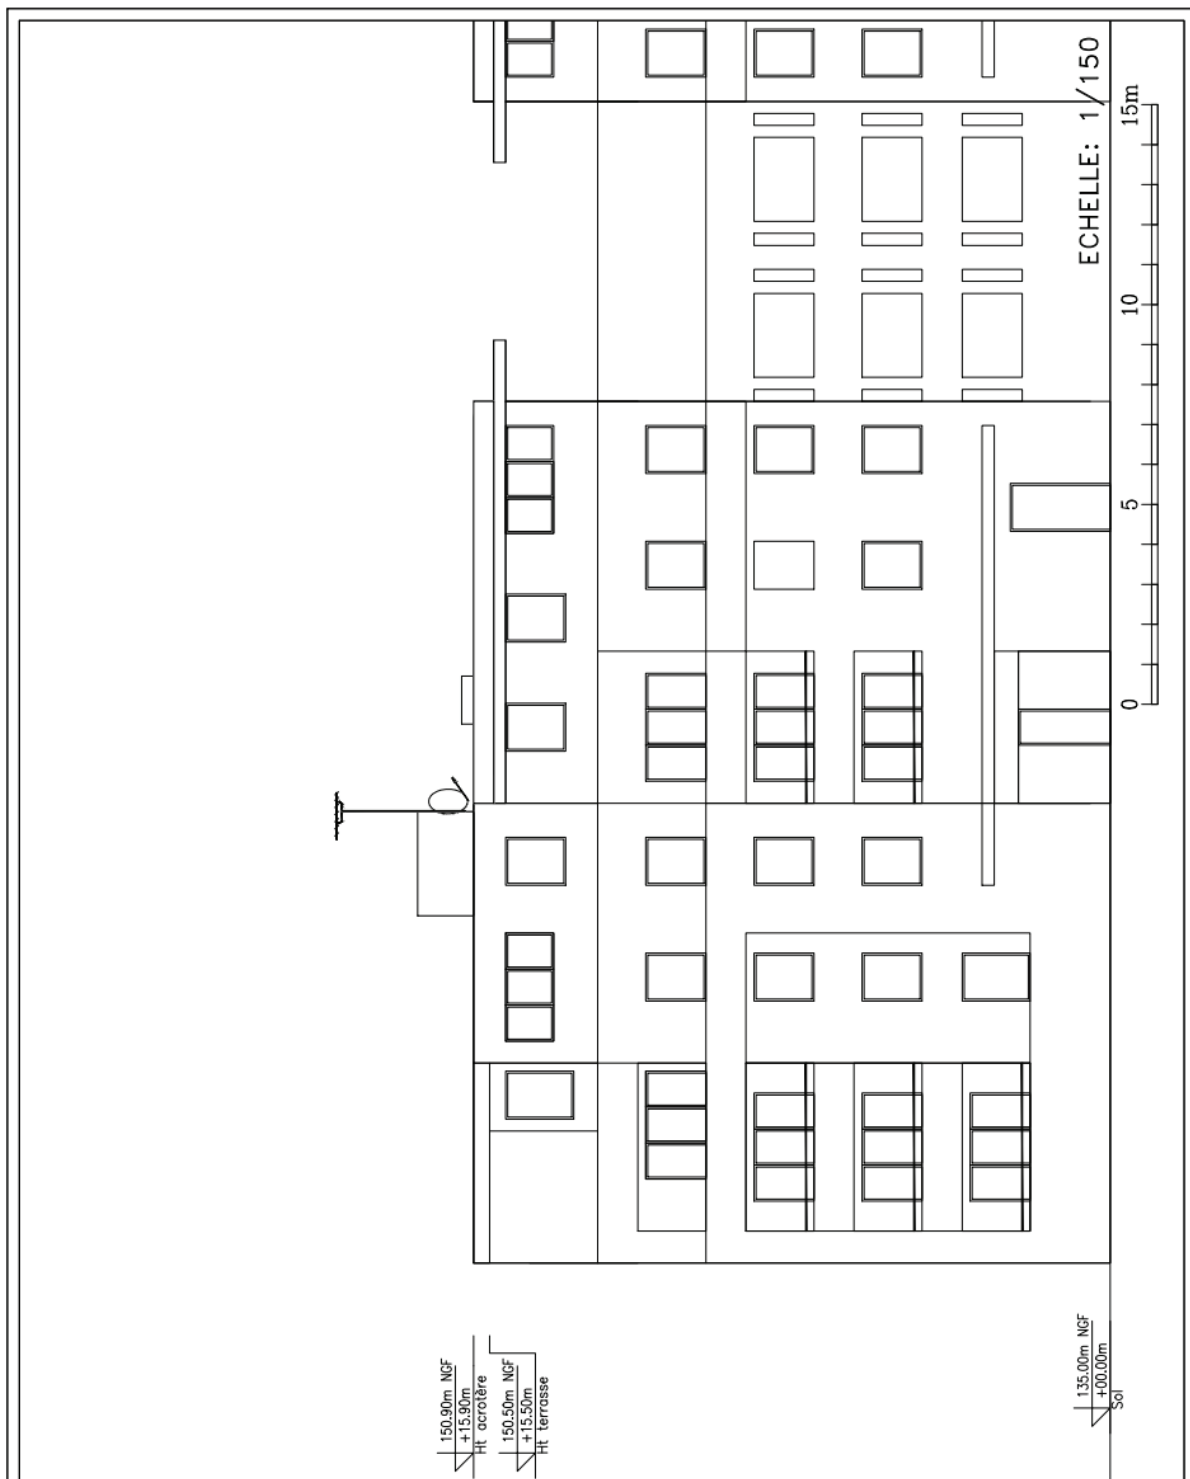 150.90m NGF
+15.90m
Ht acrotère
150.50m NGF
+15.50m
Ht terrasse
135.00m NGF
+00.00m
Sol
ECHELLE: 1/150
0 5 10 15m